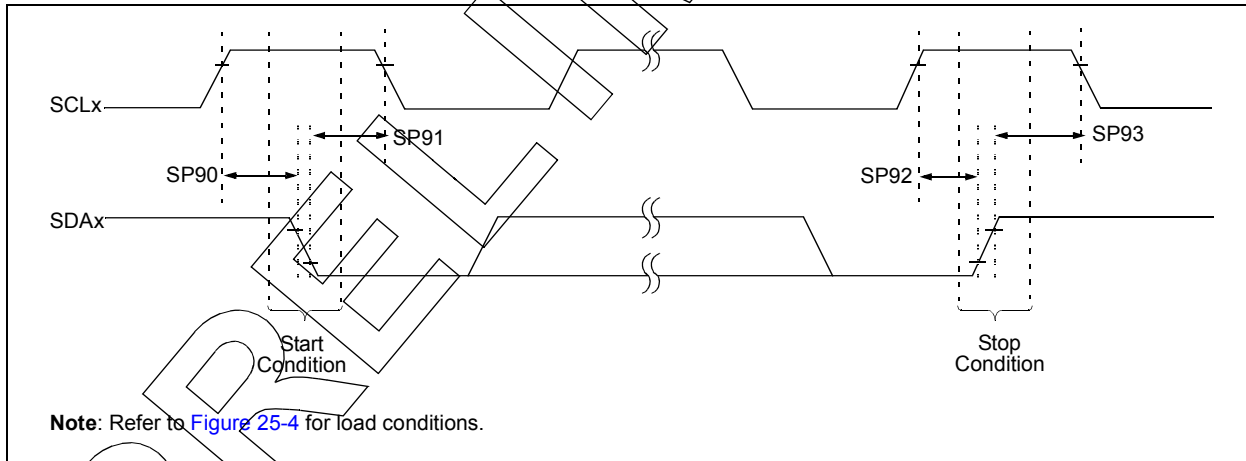 SCLx
SP91
SP93
SP90
SP92
SDAx
Start
Condition
Stop
Condition
Note: Refer to Figure 25-4 for load conditions.